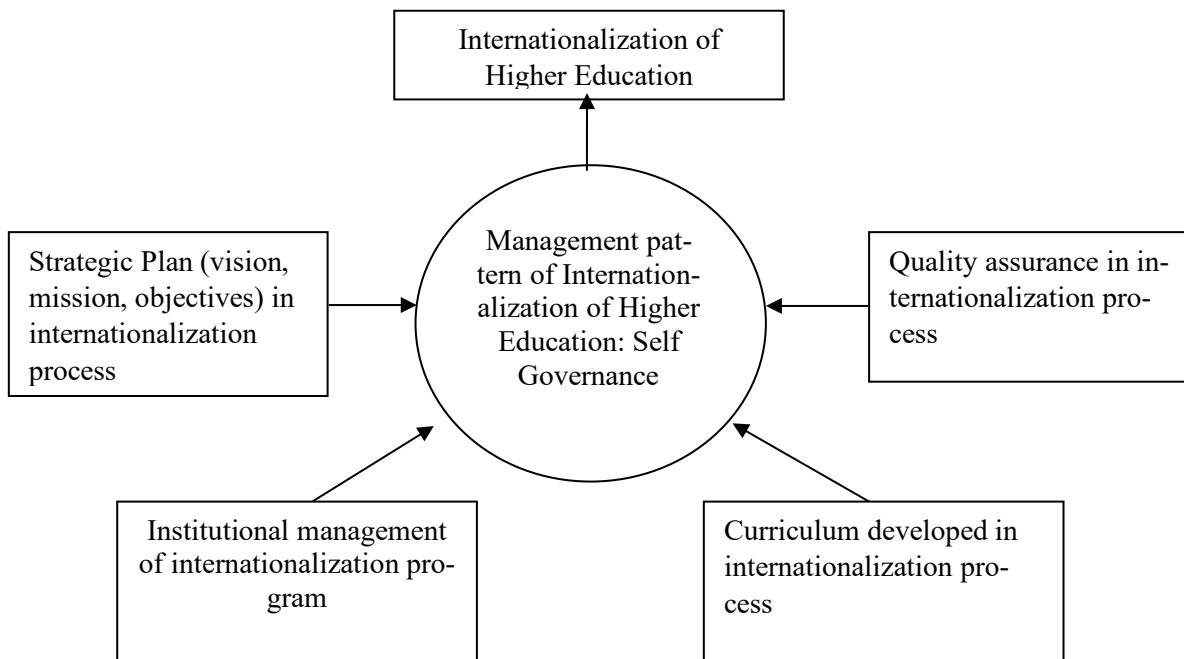 Internationalization of
Higher Education
Management pat-
tern of Internation-
alization of Higher
Education: Self
Governance
Strategic Plan (vision,
mission, objectives) in
internationalization
process
Quality assurance in in-
ternationalization pro-
cess
Institutional management
of internationalization pro-
gram
Curriculum developed in
internationalization pro-
cess